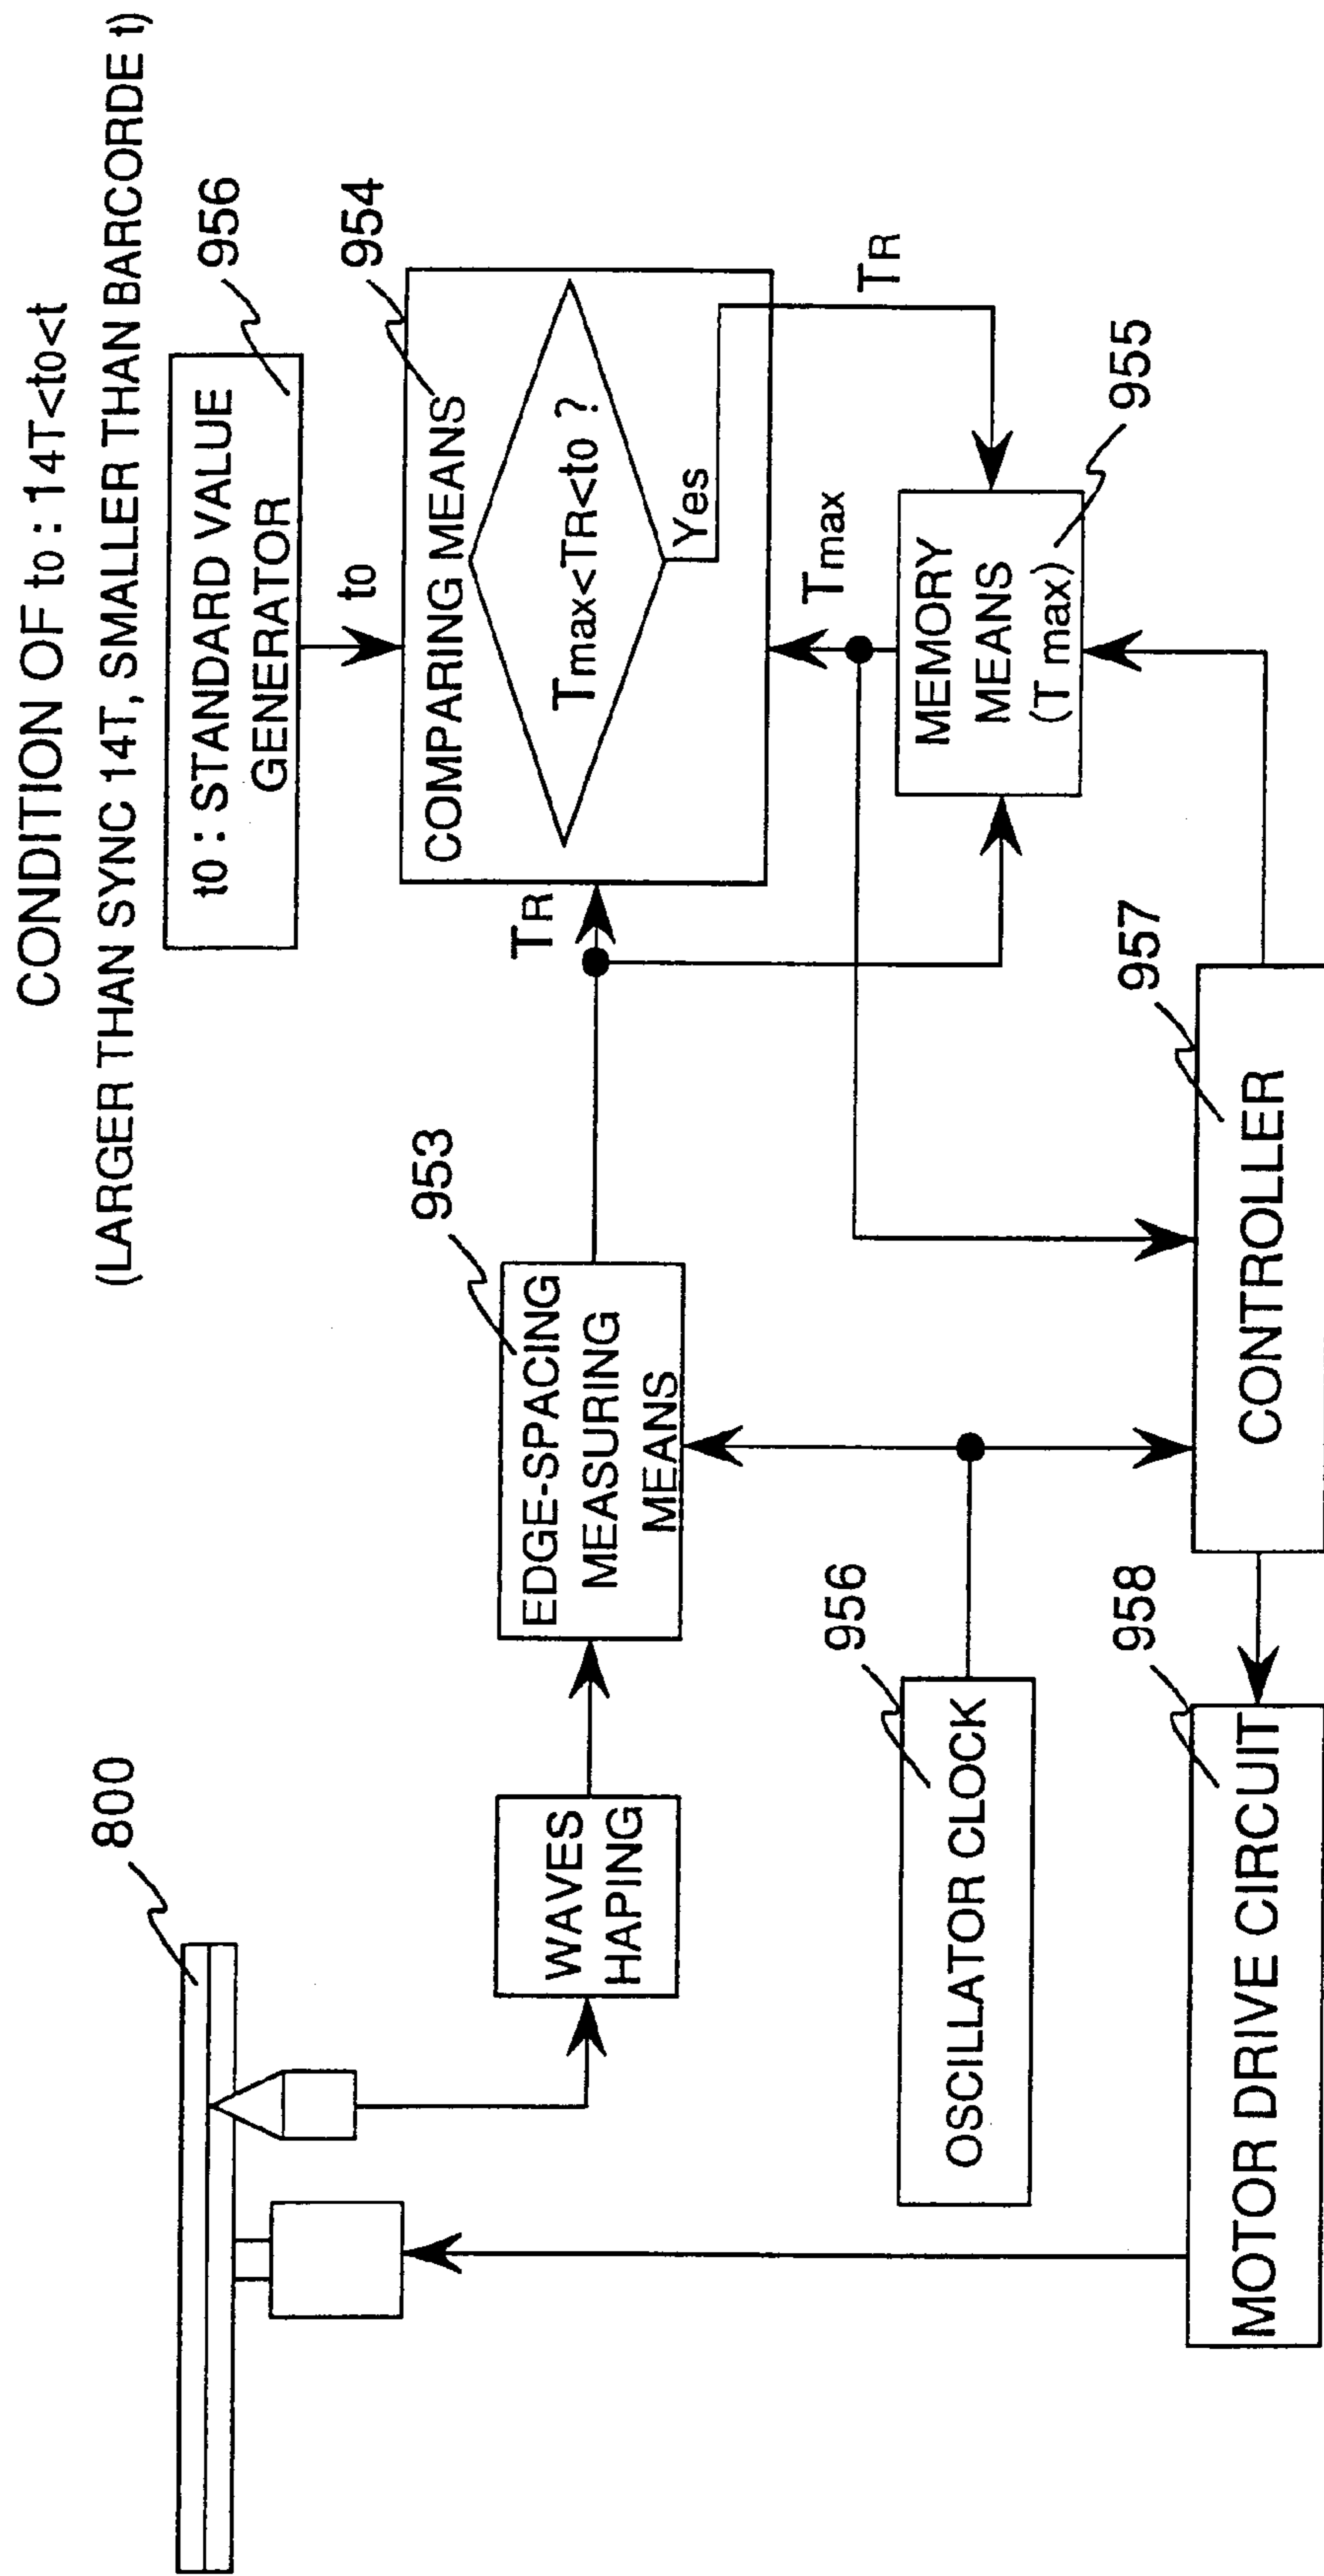 CONDITION OF t0 : 14T<t0<t
(LARGER THAN SYNC 14T, SMALLER THAN BARCORDE t)
956
t0 : STANDARD VALUE
GENERATOR
t0
954
COMPARING MEANS
Tmax<TR<t0 ?
Yes
TR
TR
Tmax
955
MEMORY
MEANS
(T max)
953
EDGE-SPACING
MEASURING
MEANS
800
WAVES
HAPING
956
OSCILLATOR CLOCK
957
CONTROLLER
958
MOTOR DRIVE CIRCUIT